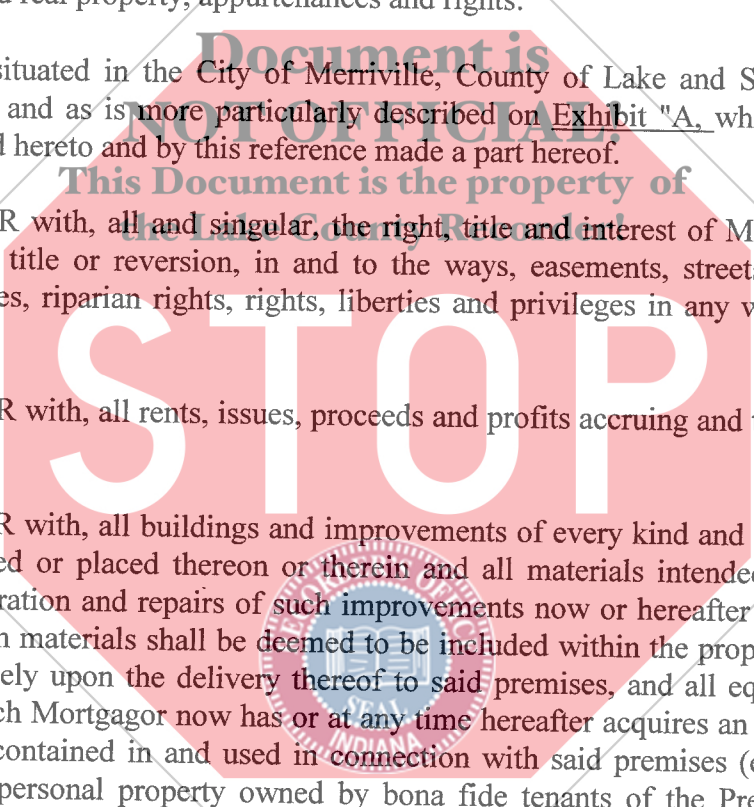 d real property, appurtenances and rights.
Document is
situated in the City of Merriville, County of Lake and S
NOT OFFICIAL!
and as is more particularly described on Exhibit "A, wh
d hereto and by this reference made a part hereof.
This Document is the property of
the Lake County Recorder!
R with, all and singular, the right, title and interest of M
title or reversion, in and to the ways, easements, streets
es, riparian rights, rights, liberties and privileges in any v
STOP
R with, all rents, issues, proceeds and profits accruing and
R with, all buildings and improvements of every kind and
ed or placed thereon or therein and all materials intended
ration and repairs of such improvements now or hereafter
h materials shall be deemed to be included within the prop
ely upon the delivery thereof to said premises, and all eq
SEAL
ch Mortgagor now has or at any time hereafter acquires an
INDIANA
contained in and used in connection with said premises (e
personal property owned by bona fide tenants of the Pre